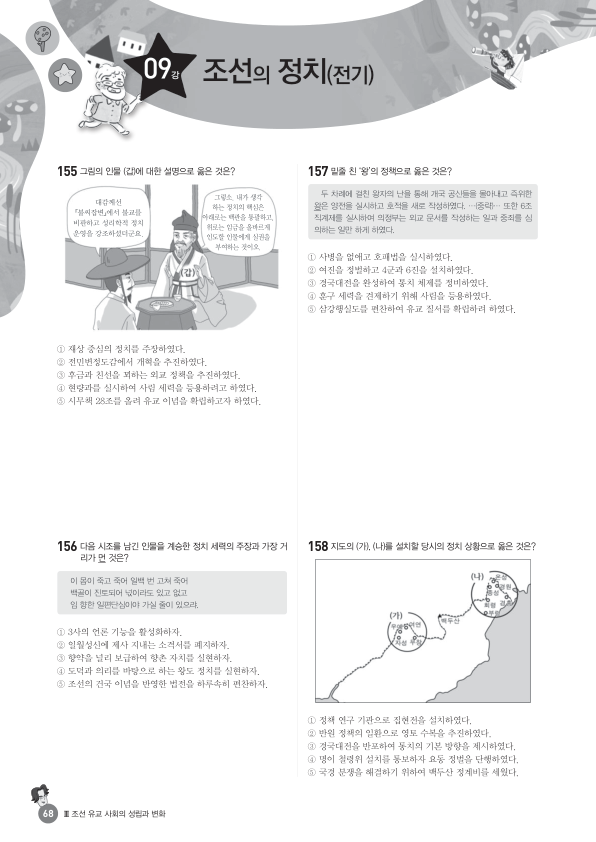 09강
조선의 정치(전기)
155 그림의 인물 (갑)에 대한 설명으로 옳은 것은?
대감께선
『불씨잡변』에서 불교를
비판하고 성리학적 정치
운영을 강조하셨더군요.
그렇소. 내가 생각
하는 정치의 핵심은
아래로는 백관을 통괄하고,
위로는 임금을 올바르게
인도할 인물에게 실권을
부여하는 것이오.
(갑)
① 재상 중심의 정치를 주장하였다.
② 전민변정도감에서 개혁을 추진하였다.
③ 후금과 친선을 꾀하는 외교 정책을 추진하였다.
④ 현량과를 실시하여 사림 세력을 등용하려고 하였다.
⑤ 시무책 28조를 올려 유교 이념을 확립하고자 하였다.
156 다음 시조를 남긴 인물을 계승한 정치 세력의 주장과 가장 거
리가 먼 것은?
이 몸이 죽고 죽어 일백 번 고쳐 죽어
백골이 진토되어 넋이라도 있고 없고
임 향한 일편단심이야 가실 줄이 있으랴.
① 3사의 언론 기능을 활성화하자.
② 일월성신에 제사 지내는 소격서를 폐지하자.
③ 향약을 널리 보급하여 향촌 자치를 실현하자.
④ 도덕과 의리를 바탕으로 하는 왕도 정치를 실현하자.
⑤ 조선의 건국 이념을 반영한 법전을 하루속히 편찬하자.
157 밑줄 친 '왕'의 정책으로 옳은 것은?
두 차례에 걸친 왕자의 난을 통해 개국 공신들을 몰아내고 즉위한
왕은 양전을 실시하고 호적을 새로 작성하였다. …(중략)… 또한 6조
직계제를 실시하여 의정부는 외교 문서를 작성하는 일과 중죄를 심
의하는 일만 하게 하였다.
① 사병을 없애고 호패법을 실시하였다.
② 여진을 정벌하고 4군과 6진을 설치하였다.
③ 경국대전을 완성하여 통치 체제를 정비하였다.
④ 훈구 세력을 견제하기 위해 사림을 등용하였다.
⑤ 삼강행실도를 편찬하여 유교 질서를 확립하려 하였다.
158 지도의 (가), (나)를 설치할 당시의 정치 상황으로 옳은 것은?
(나)
온성
경원
종성
회령 경흥
부령
(가)
백두산
우예 여연
자성 무창
① 정책 연구 기관으로 집현전을 설치하였다.
② 반원 정책의 일환으로 영토 수복을 추진하였다.
③ 경국대전을 반포하여 통치의 기본 방향을 제시하였다.
④ 명이 철령위 설치를 통보하자 요동 정벌을 단행하였다.
⑤ 국경 분쟁을 해결하기 위하여 백두산 정계비를 세웠다.
68 Ⅲ 조선 유교 사회의 성립과 변화